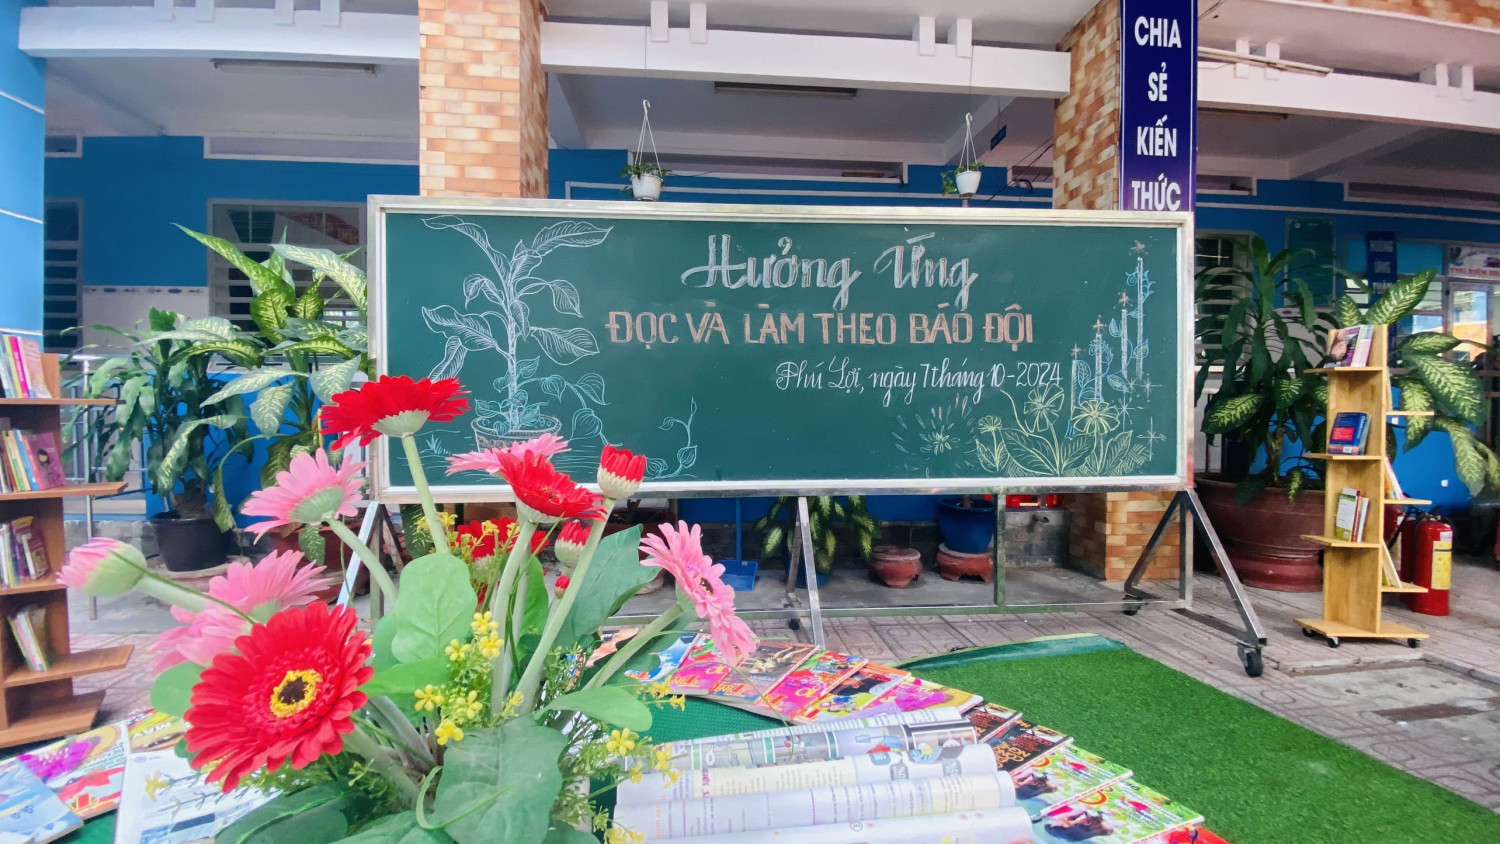 CHIA
SẺ
KIẾN
THỨC
Hưởng Ứng
ĐỌC VÀ LÀM THEO BÁO ĐỘI
Phú Lợi, ngày 7 tháng 10-2024